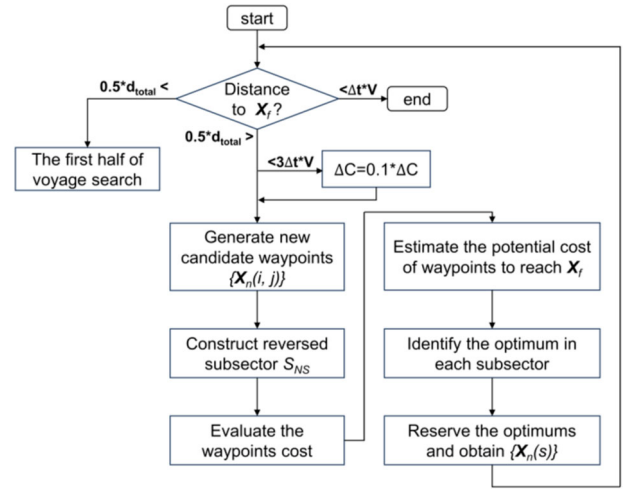 start
Distance
to X_f ?
0.5*d_total <
<Δt*V
end
0.5*d_total >
The first half of
voyage search
<3Δt*V
ΔC=0.1*ΔC
Generate new
candidate waypoints
{X_n(i, j)}
Construct reversed
subsector S_NS
Evaluate the
waypoints cost
Estimate the potential cost
of waypoints to reach X_f
Identify the optimum in
each subsector
Reserve the optimums
and obtain {X_n(s)}